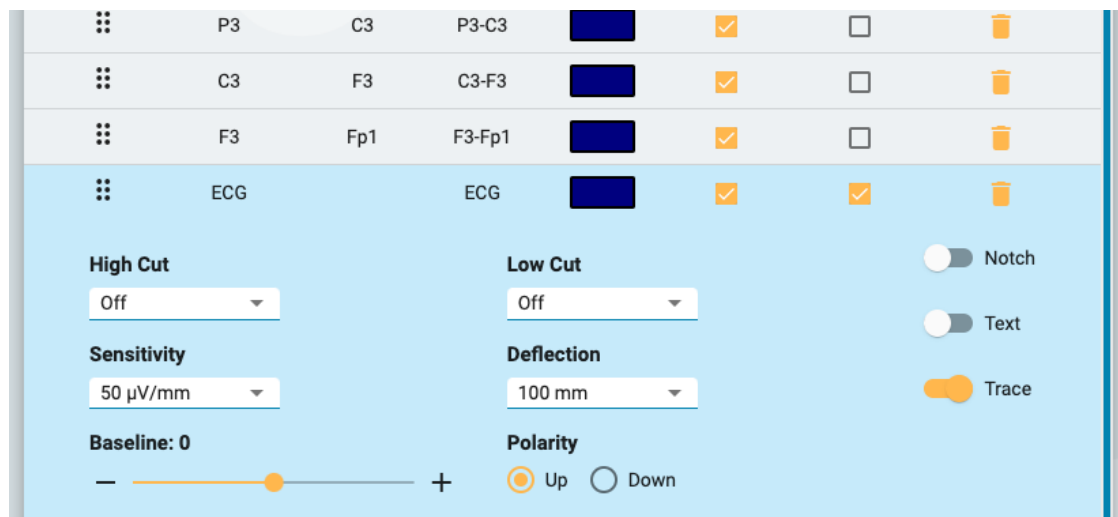 P3 C3 P3-C3
C3 F3 C3-F3
F3 Fp1 F3-Fp1
ECG ECG
High Cut Low Cut Notch
Off Off
Text
Sensitivity Deflection
50 μV/mm 100 mm Trace
Baseline: 0 Polarity
− + Up Down